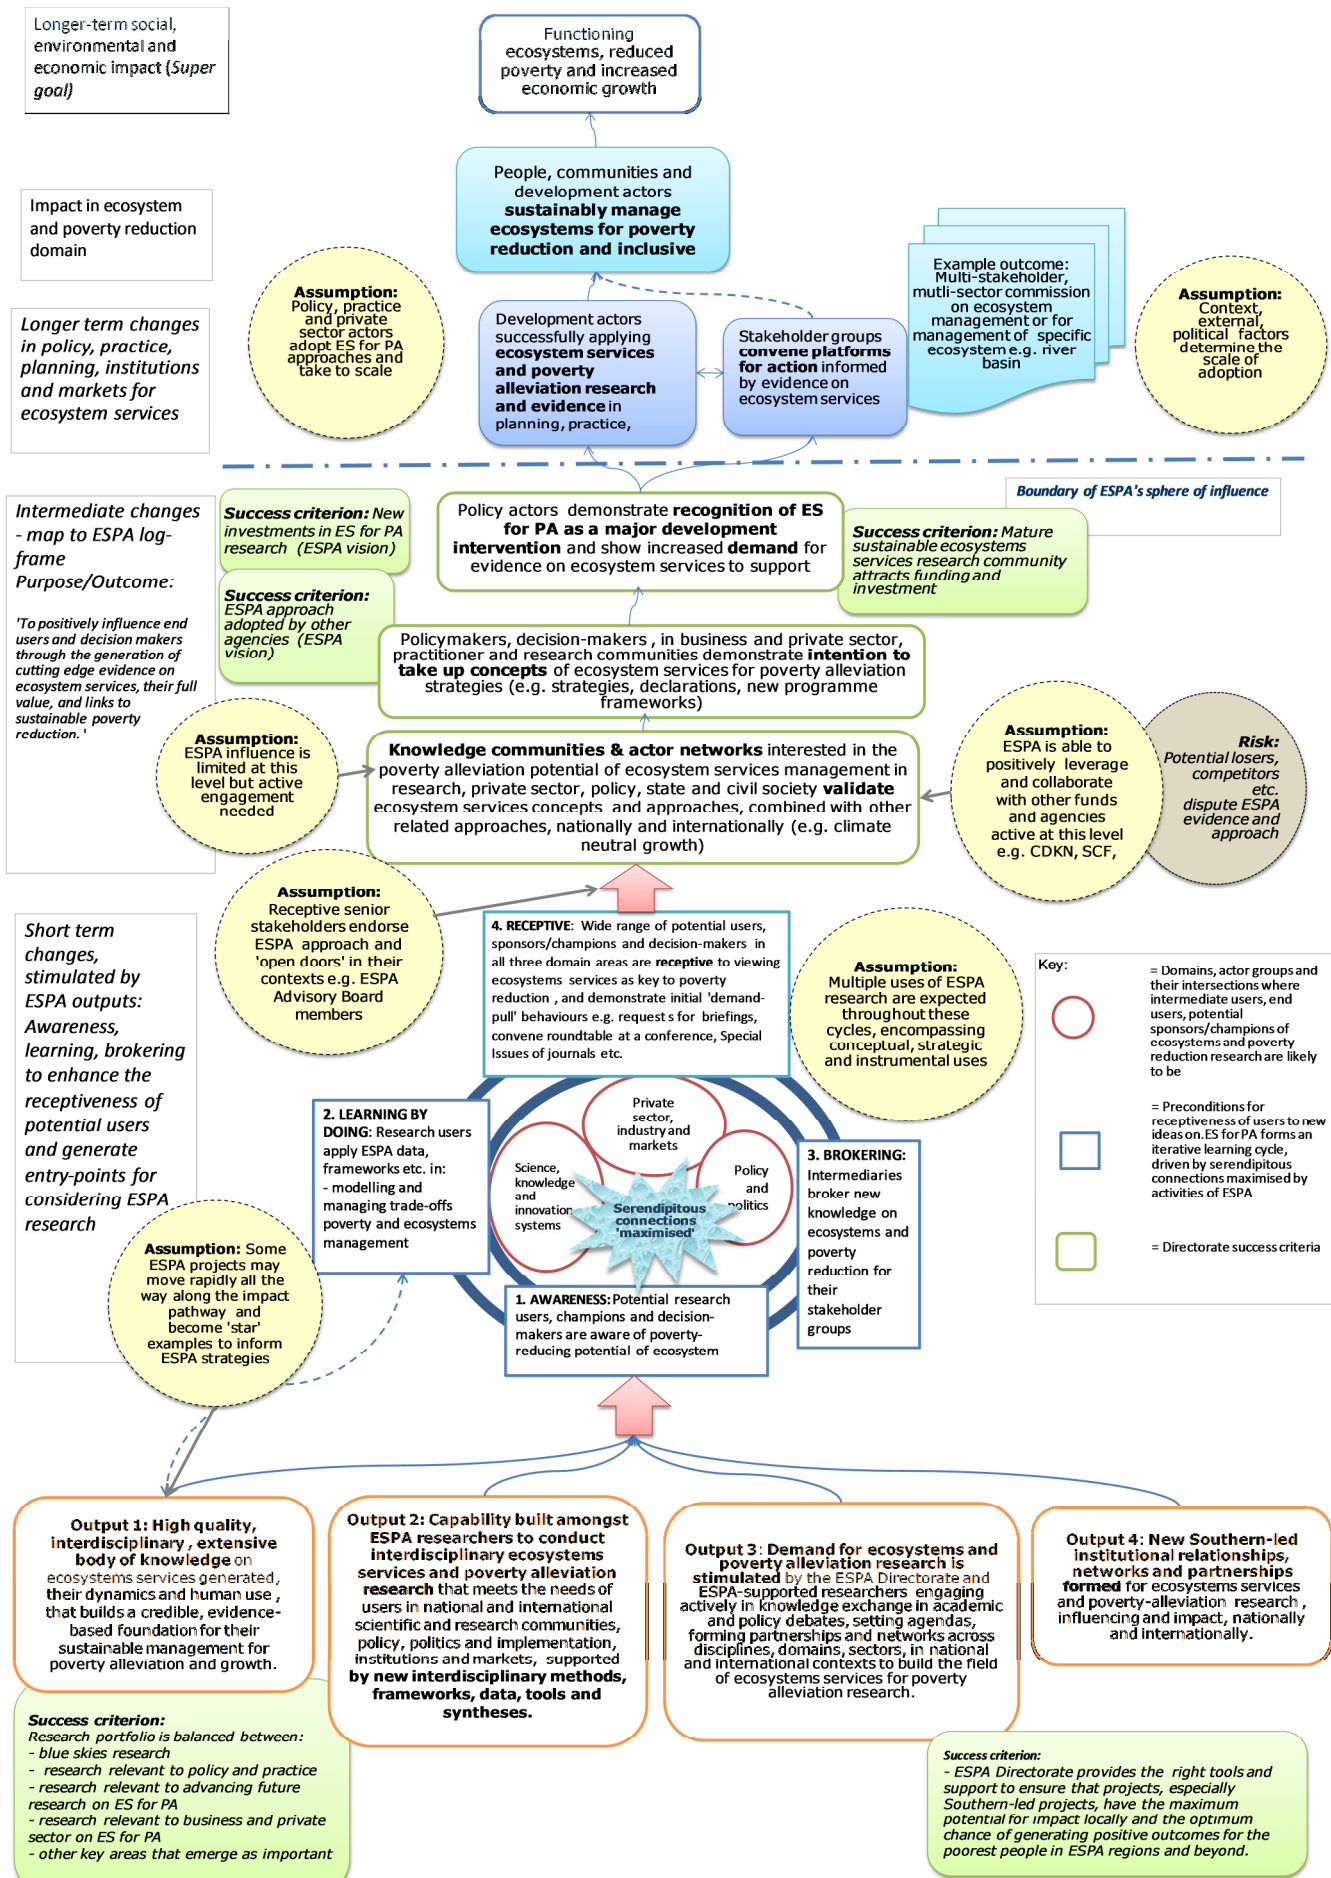 Longer-term social,
environmental and
economic impact (Super
goal)
Functioning
ecosystems, reduced
poverty and increased
economic growth
People, communities and
development actors
sustainably manage
ecosystems for poverty
reduction and inclusive
Impact in ecosystem
and poverty reduction
domain
Assumption:
Policy, practice
and private
sector actors
adopt ES for PA
approaches and
take to scale
Example outcome:
Multi-stakeholder,
mutli-sector commission
on ecosystem
management or for
management of specific
ecosystem e.g. river
basin
Assumption:
Context,
external,
political factors
determine the
scale of
adoption
Longer term changes
in policy, practice,
planning, institutions
and markets for
ecosystem services
Development actors
successfully applying
ecosystem services
and poverty
alleviation research
and evidence in
planning, practice,
Stakeholder groups
convene platforms
for action informed
by evidence on
ecosystem services
Boundary of ESPA's sphere of influence
Intermediate changes
- map to ESPA log-
frame
Purpose/Outcome:
'To positively influence end
users and decision makers
through the generation of
cutting edge evidence on
ecosystem services, their full
value, and links to
sustainable poverty
reduction. '
Success criterion: New
investments in ES for PA
research (ESPA vision)
Success criterion:
ESPA approach
adopted by other
agencies (ESPA
vision)
Policy actors demonstrate recognition of ES
for PA as a major development
intervention and show increased demand for
evidence on ecosystem services to support
Success criterion: Mature
sustainable ecosystems
services research community
attracts funding and
investment
Policymakers, decision-makers , in business and private sector,
practitioner and research communities demonstrate intention to
take up concepts of ecosystem services for poverty alleviation
strategies (e.g. strategies, declarations, new programme
frameworks)
Assumption:
ESPA influence is
limited at this
level but active
engagement
needed
Knowledge communities & actor networks interested in the
poverty alleviation potential of ecosystem services management in
research, private sector, policy, state and civil society validate
ecosystem services concepts and approaches, combined with other
related approaches, nationally and internationally (e.g. climate
neutral growth)
Assumption:
ESPA is able to
positively leverage
and collaborate
with other funds
and agencies
active at this level
e.g. CDKN, SCF,
Risk:
Potential losers,
competitors
etc.
dispute ESPA
evidence and
approach
Assumption:
Receptive senior
stakeholders endorse
ESPA approach and
'open doors' in their
contexts e.g. ESPA
Advisory Board
members
Short term
changes,
stimulated by
ESPA outputs:
Awareness,
learning, brokering
to enhance the
receptiveness of
potential users
and generate
entry-points for
considering ESPA
research
4. RECEPTIVE: Wide range of potential users,
sponsors/champions and decision-makers in
all three domain areas are receptive to viewing
ecosystems services as key to poverty
reduction , and demonstrate initial 'demand-
pull' behaviours e.g. requests for briefings,
convene roundtable at a conference, Special
Issues of journals etc.
Assumption:
Multiple uses of ESPA
research are expected
throughout these
cycles, encompassing
conceptual, strategic
and instrumental uses
Key:
= Domains, actor groups and
their intersections where
intermediate users, end
users, potential
sponsors/champions of
ecosystems and poverty
reduction research are likely
to be
= Preconditions for
receptiveness of users to new
ideas on.ES for PA forms an
iterative learning cycle,
driven by serendipitous
connections maximised by
activities of ESPA
= Directorate success criteria
2. LEARNING BY
DOING: Research users
apply ESPA data,
frameworks etc. in:
- modelling and
managing trade-offs
poverty and ecosystems
management
Private
sector,
industry and
markets
Science,
knowledge
and
innovation
systems
Policy
and
politics
Serendipitous
connections
'maximised'
3. BROKERING:
Intermediaries
broker new
knowledge on
ecosystems and
poverty
reduction for
their
stakeholder
groups
1. AWARENESS: Potential research
users, champions and decision-
makers are aware of poverty-
reducing potential of ecosystem
Assumption: Some
ESPA projects may
move rapidly all the
way along the impact
pathway and
become 'star'
examples to inform
ESPA strategies
Output 1: High quality,
interdisciplinary , extensive
body of knowledge on
ecosystems services generated,
their dynamics and human use ,
that builds a credible, evidence-
based foundation for their
sustainable management for
poverty alleviation and growth.
Output 2: Capability built amongst
ESPA researchers to conduct
interdisciplinary ecosystems
services and poverty alleviation
research that meets the needs of
users in national and international
scientific and research communities,
policy, politics and implementation,
institutions and markets, supported
by new interdisciplinary methods,
frameworks, data, tools and
syntheses.
Output 3: Demand for ecosystems and
poverty alleviation research is
stimulated by the ESPA Directorate and
ESPA-supported researchers engaging
actively in knowledge exchange in academic
and policy debates, setting agendas,
forming partnerships and networks across
disciplines, domains, sectors, in national
and international contexts to build the field
of ecosystems services for poverty
alleviation research.
Output 4: New Southern-led
institutional relationships,
networks and partnerships
formed for ecosystems services
and poverty-alleviation research ,
influencing and impact, nationally
and internationally.
Success criterion:
Research portfolio is balanced between:
- blue skies research
- research relevant to policy and practice
- research relevant to advancing future
research on ES for PA
- research relevant to business and private
sector on ES for PA
- other key areas that emerge as important
Success criterion:
- ESPA Directorate provides the right tools and
support to ensure that projects, especially
Southern-led projects, have the maximum
potential for impact locally and the optimum
chance of generating positive outcomes for the
poorest people in ESPA regions and beyond.